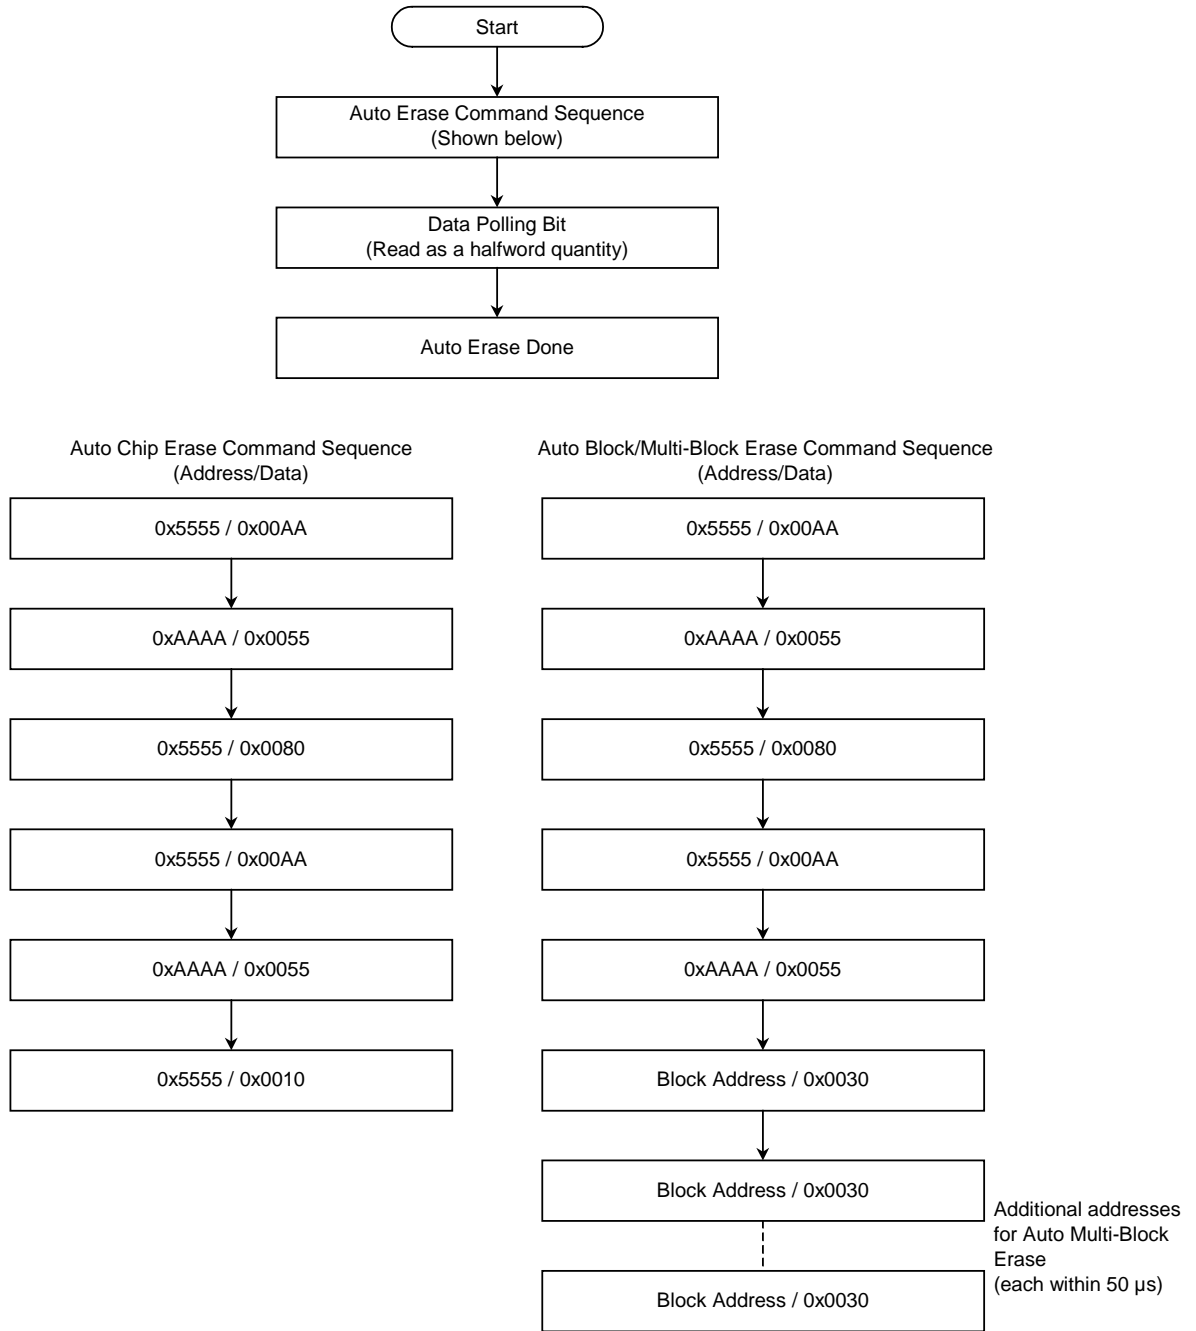 Start
Auto Erase Command Sequence
(Shown below)
Data Polling Bit
(Read as a halfword quantity)
Auto Erase Done
Auto Chip Erase Command Sequence
(Address/Data)
0x5555 / 0x00AA
0xAAAA / 0x0055
0x5555 / 0x0080
0x5555 / 0x00AA
0xAAAA / 0x0055
0x5555 / 0x0010
Auto Block/Multi-Block Erase Command Sequence
(Address/Data)
0x5555 / 0x00AA
0xAAAA / 0x0055
0x5555 / 0x0080
0x5555 / 0x00AA
0xAAAA / 0x0055
Block Address / 0x0030
Block Address / 0x0030
Block Address / 0x0030
Additional addresses
for Auto Multi-Block
Erase
(each within 50 μs)